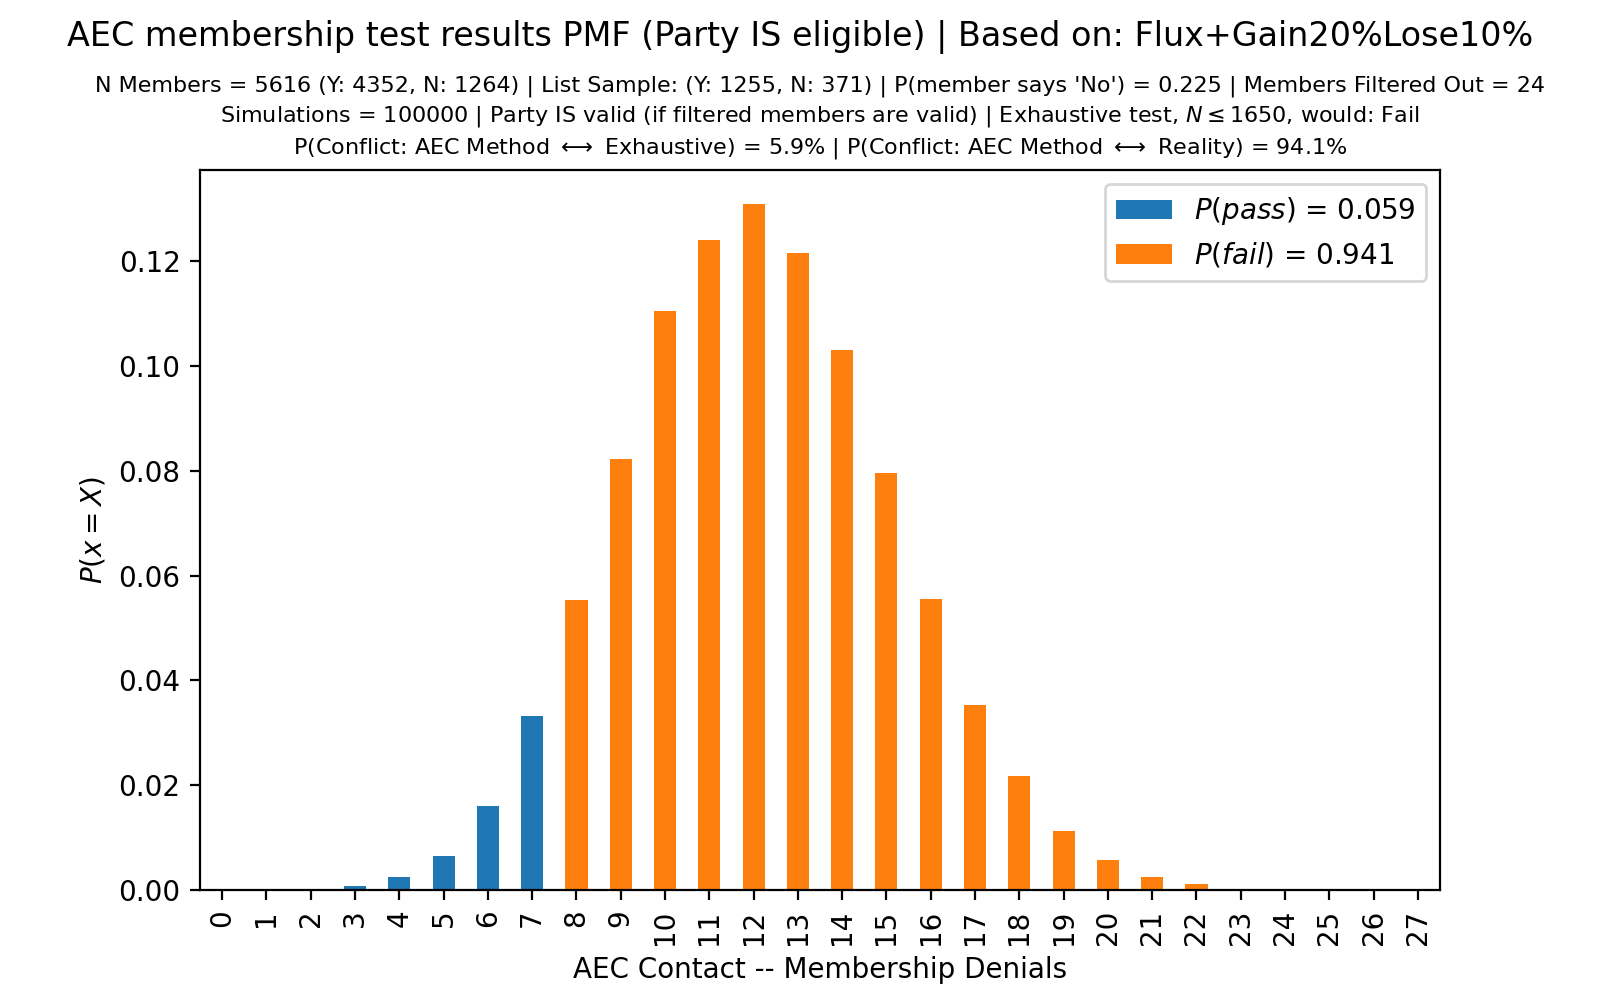 AEC membership test results PMF (Party IS eligible) | Based on: Flux+Gain20%Lose10%
N Members = 5616 (Y: 4352, N: 1264) | List Sample: (Y: 1255, N: 371) | P(member says 'No') = 0.225 | Members Filtered Out = 24
Simulations = 100000 | Party IS valid (if filtered members are valid) | Exhaustive test, N ≤ 1650, would: Fail
P(Conflict: AEC Method ⟷ Exhaustive) = 5.9% | P(Conflict: AEC Method ⟷ Reality) = 94.1%
P(pass) = 0.059
P(fail) = 0.941
0.12
0.10
0.08
0.06
0.04
0.02
0.00
P(x = X)
0 1 2 3 4 5 6 7 8 9 10 11 12 13 14 15 16 17 18 19 20 21 22 23 24 25 26 27
AEC Contact -- Membership Denials